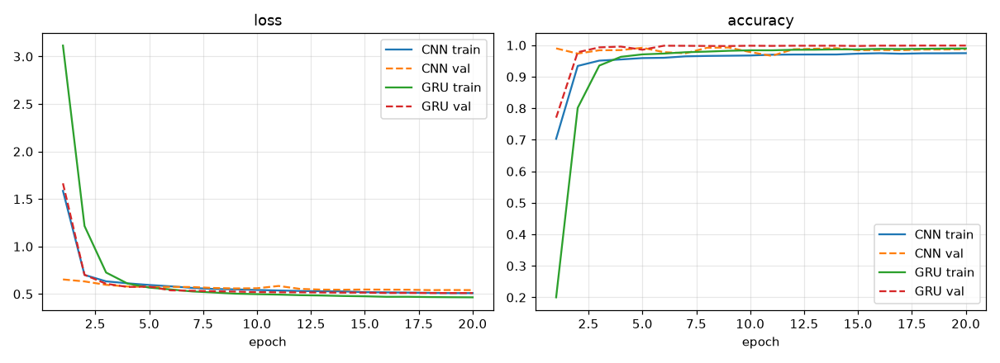 loss
3.0
2.5
2.0
1.5
1.0
0.5
2.5 5.0 7.5 10.0 12.5 15.0 17.5 20.0
epoch
CNN train
CNN val
GRU train
GRU val
accuracy
1.0
0.9
0.8
0.7
0.6
0.5
0.4
0.3
0.2
2.5 5.0 7.5 10.0 12.5 15.0 17.5 20.0
epoch
CNN train
CNN val
GRU train
GRU val